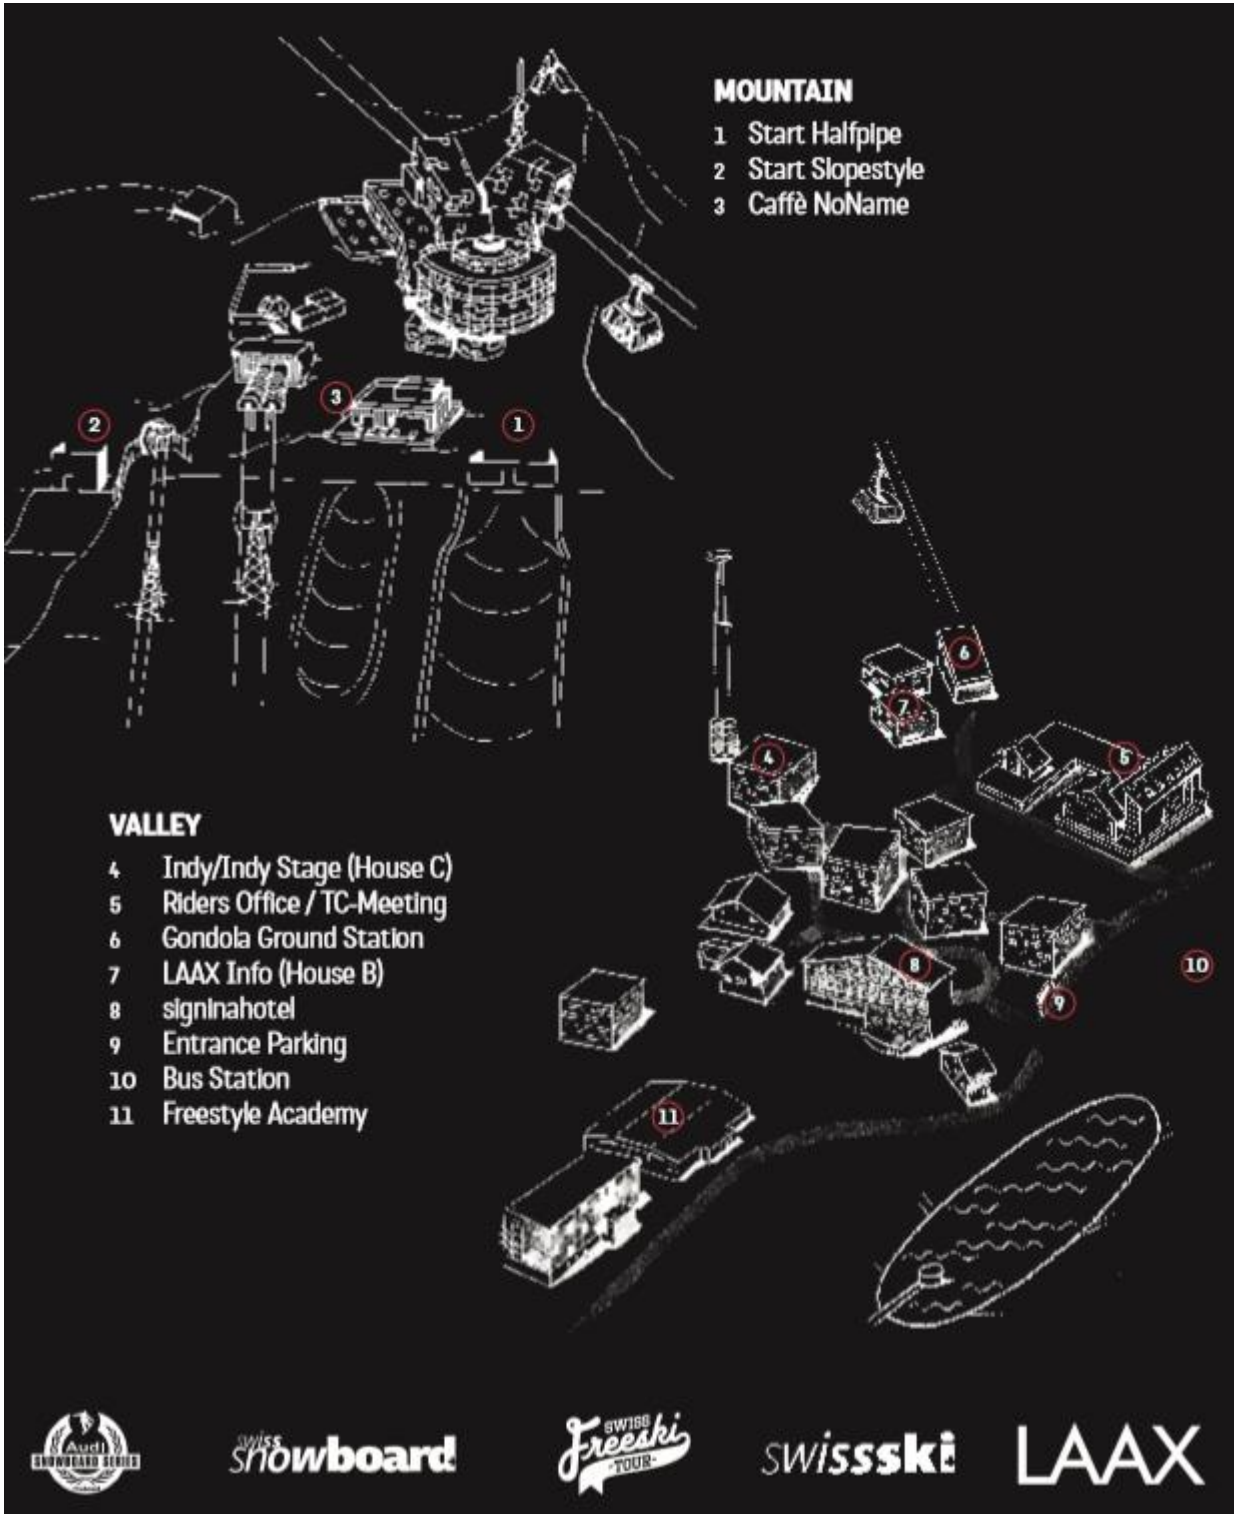 MOUNTAIN
1 Start Halfpipe
2 Start Slopestyle
3 Caffè NoName
3
2
1
6
7
4
5
VALLEY
4 Indy/Indy Stage (House C)
5 Riders Office / TC-Meeting
6 Gondola Ground Station
7 LAAX Info (House B)
8 signinahotel
9 Entrance Parking
10 Bus Station
11 Freestyle Academy
8
10
9
11
Audi
SNOWBOARD SERIES
swiss
snowboard
SWISS
Freeski
-TOUR-
swissski
LAAX